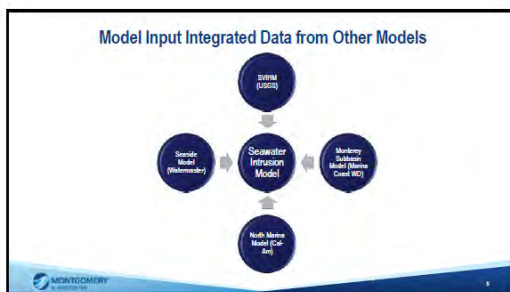 Model Input Integrated Data from Other Models
SVIHM
(USGS)
Seaside
Model
(Watermaster)
Seawater
Intrusion
Model
Monterey
Subbasin
Model (Marina
Coast WD)
North Marina
Model (Cal-
Am)
MONTGOMERY
& ASSOCIATES
5